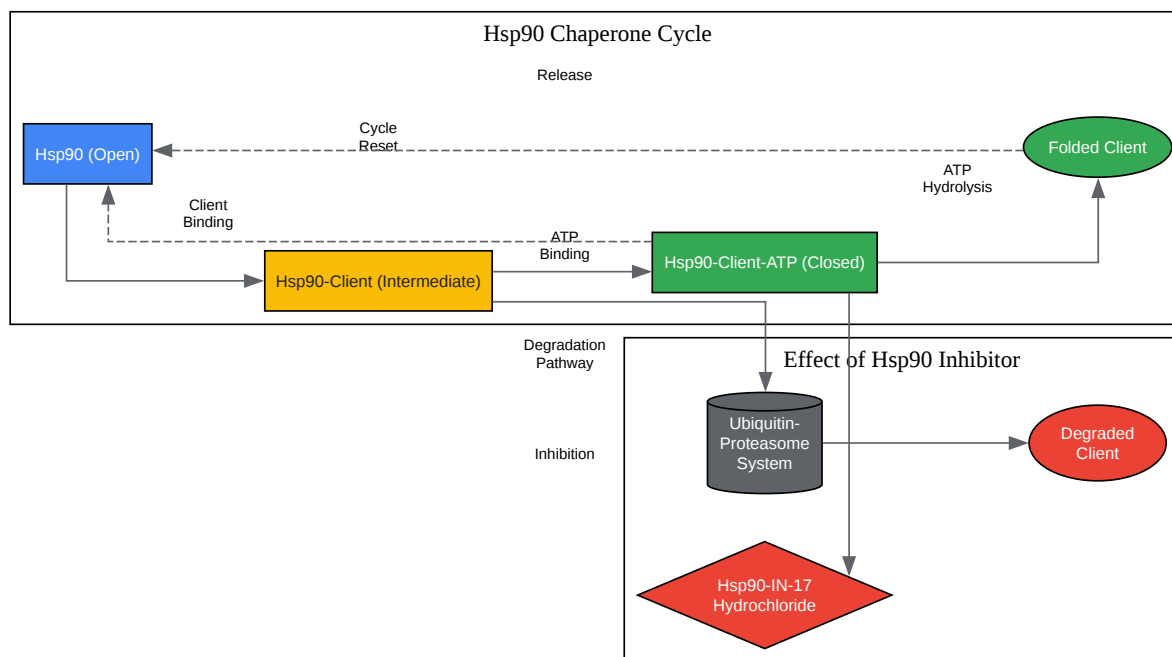 Hsp90 Chaperone Cycle
Release
Cycle
Reset
Hsp90 (Open)
Folded Client
ATP
Hydrolysis
Client
Binding
ATP
Binding
Hsp90-Client-ATP (Closed)
Hsp90-Client (Intermediate)
Degradation
Pathway
Effect of Hsp90 Inhibitor
Ubiquitin-
Proteasome
System
Degraded
Client
Inhibition
Hsp90-IN-17
Hydrochloride